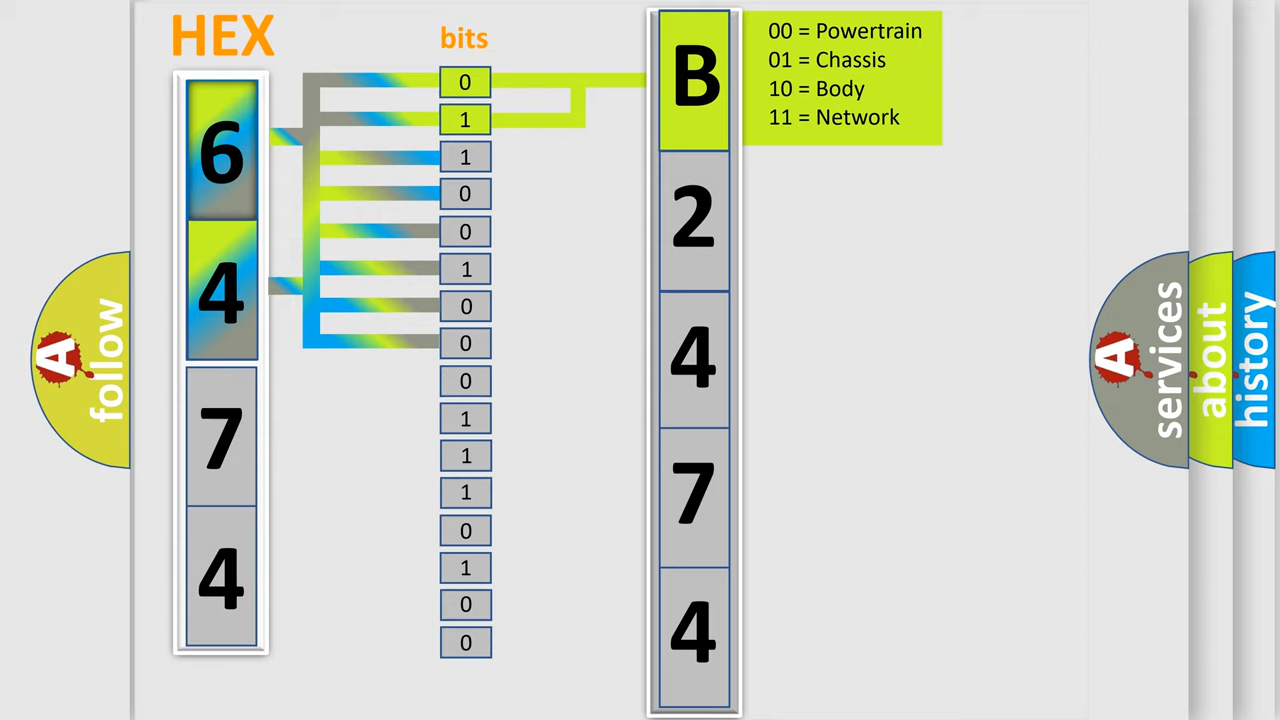 HEX
bits
6
4
7
4
0
1
1
0
0
1
0
0
0
1
1
1
0
1
0
0
B
2
4
7
4
00 = Powertrain
01 = Chassis
10 = Body
11 = Network
A
follow
A
services
about
history